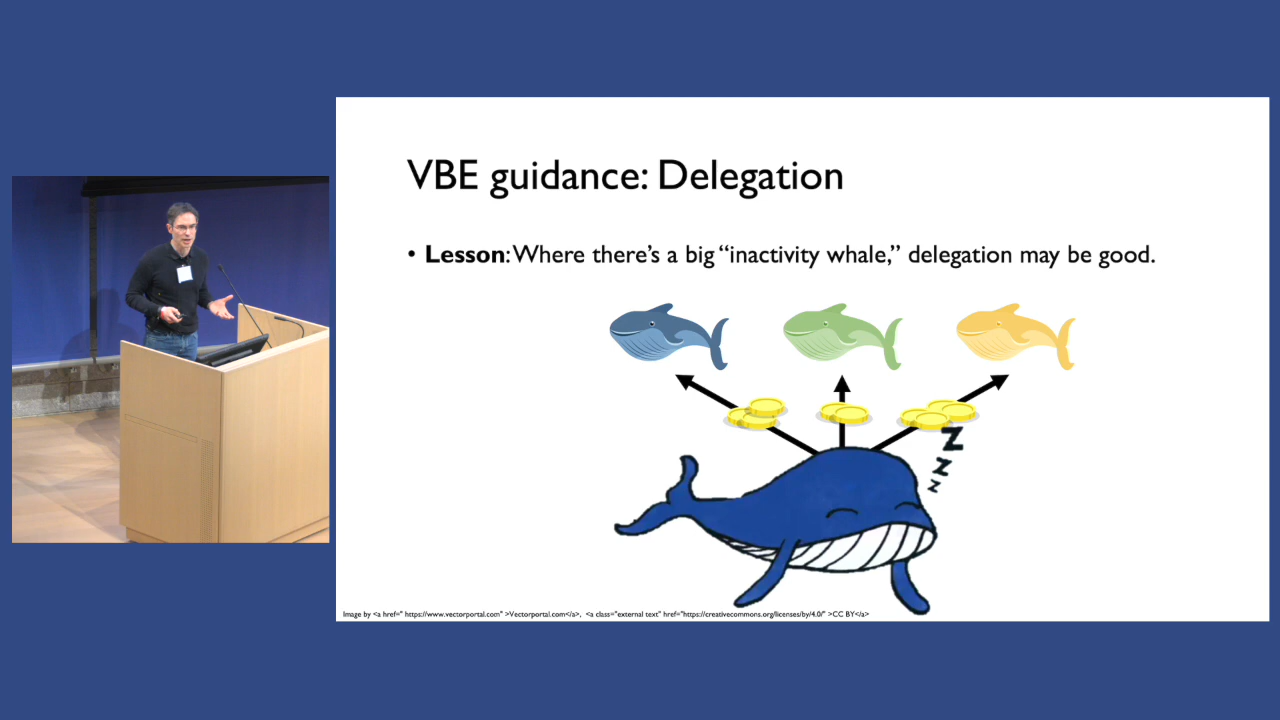 VBE guidance: Delegation
• Lesson: Where there's a big “inactivity whale,” delegation may be good.
Z
Z
Z
Image by <a href=" https://www.vectorportal.com" >Vectorportal.com</a>, <a class="external text" href="https://creativecommons.org/licenses/by/4.0/" >CC BY</a>